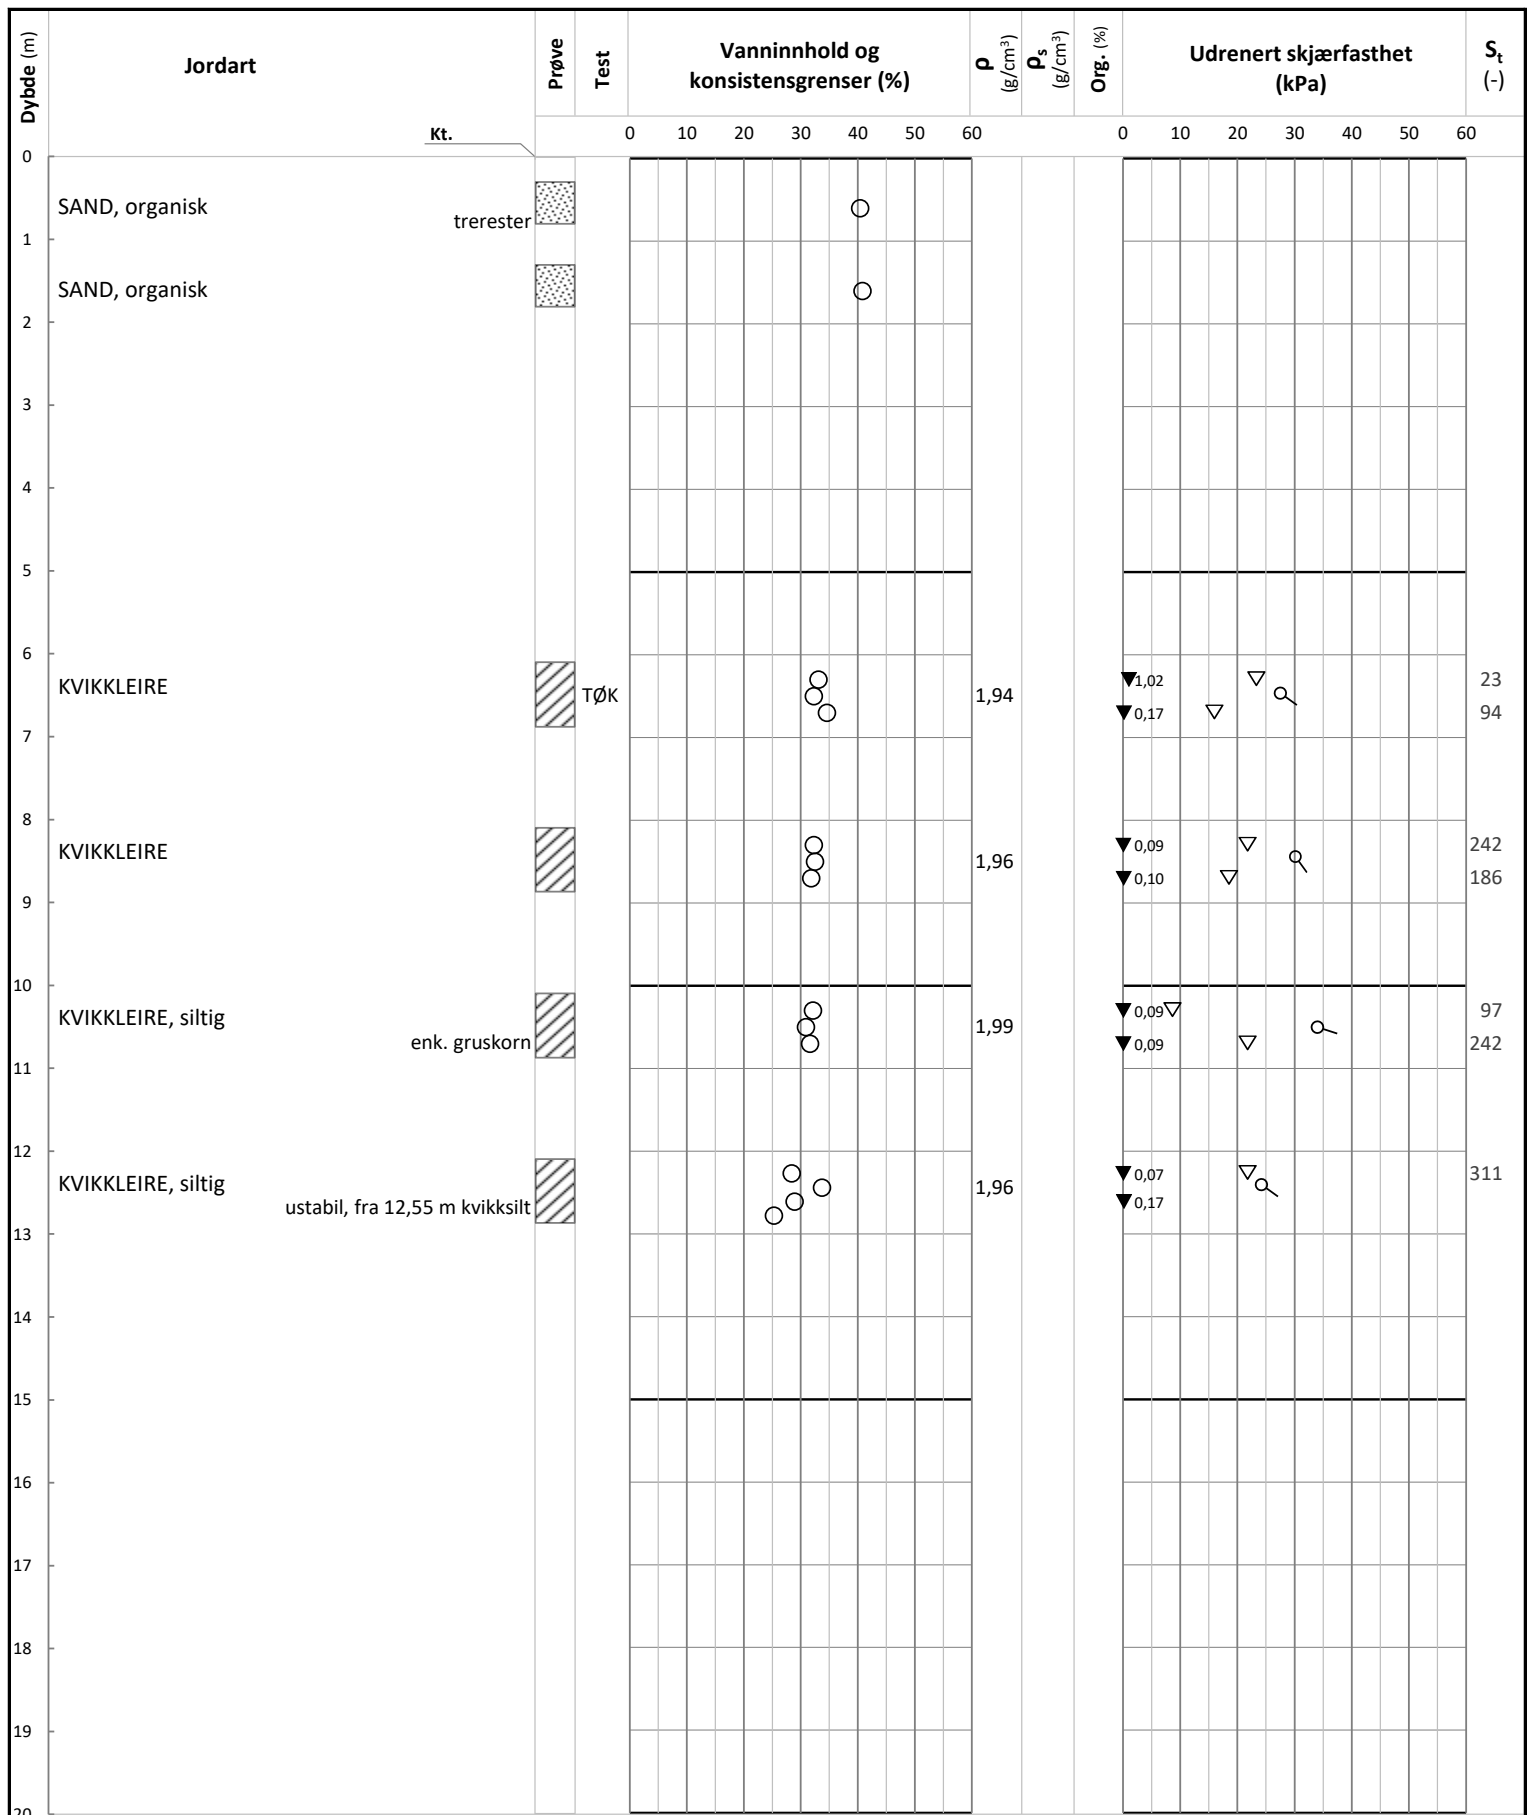 Dybde (m)
Jordart
Kt.
Prøve
Test
Vanninnhold og
konsistensgrenser (%)
0 10 20 30 40 50 60
ρ
(g/cm³)
ρs
(g/cm³)
Org. (%)
Udrenert skjærfasthet
(kPa)
0 10 20 30 40 50 60
St
(-)
0
SAND, organisk
trerester
1
SAND, organisk
2
3
4
5
6
KVIKKLEIRE TØK 1,94
1,02 23
0,17 94
7
8
KVIKKLEIRE 1,96
0,09 242
0,10 186
9
10
KVIKKLEIRE, siltig 1,99
0,09 97
enk. gruskorn 0,09 242
11
12
KVIKKLEIRE, siltig 1,96
0,07 311
ustabil, fra 12,55 m kvikksilt 0,17
13
14
15
16
17
18
19
20